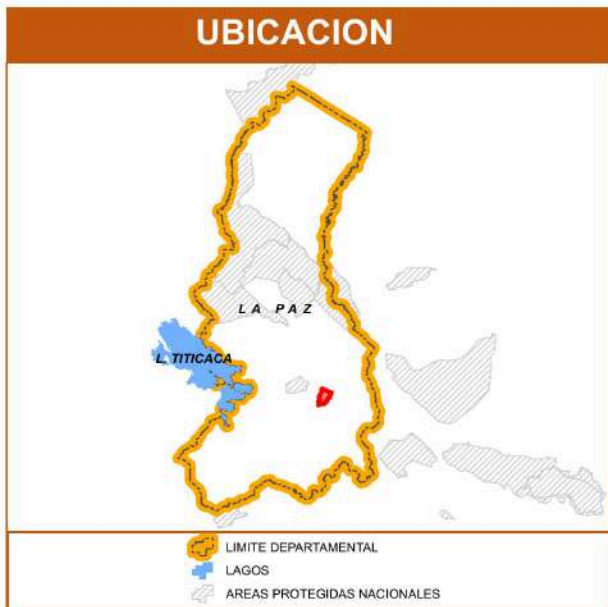 UBICACION
LA PAZ
L. TITICACA
LIMITE DEPARTAMENTAL
LAGOS
AREAS PROTEGIDAS NACIONALES